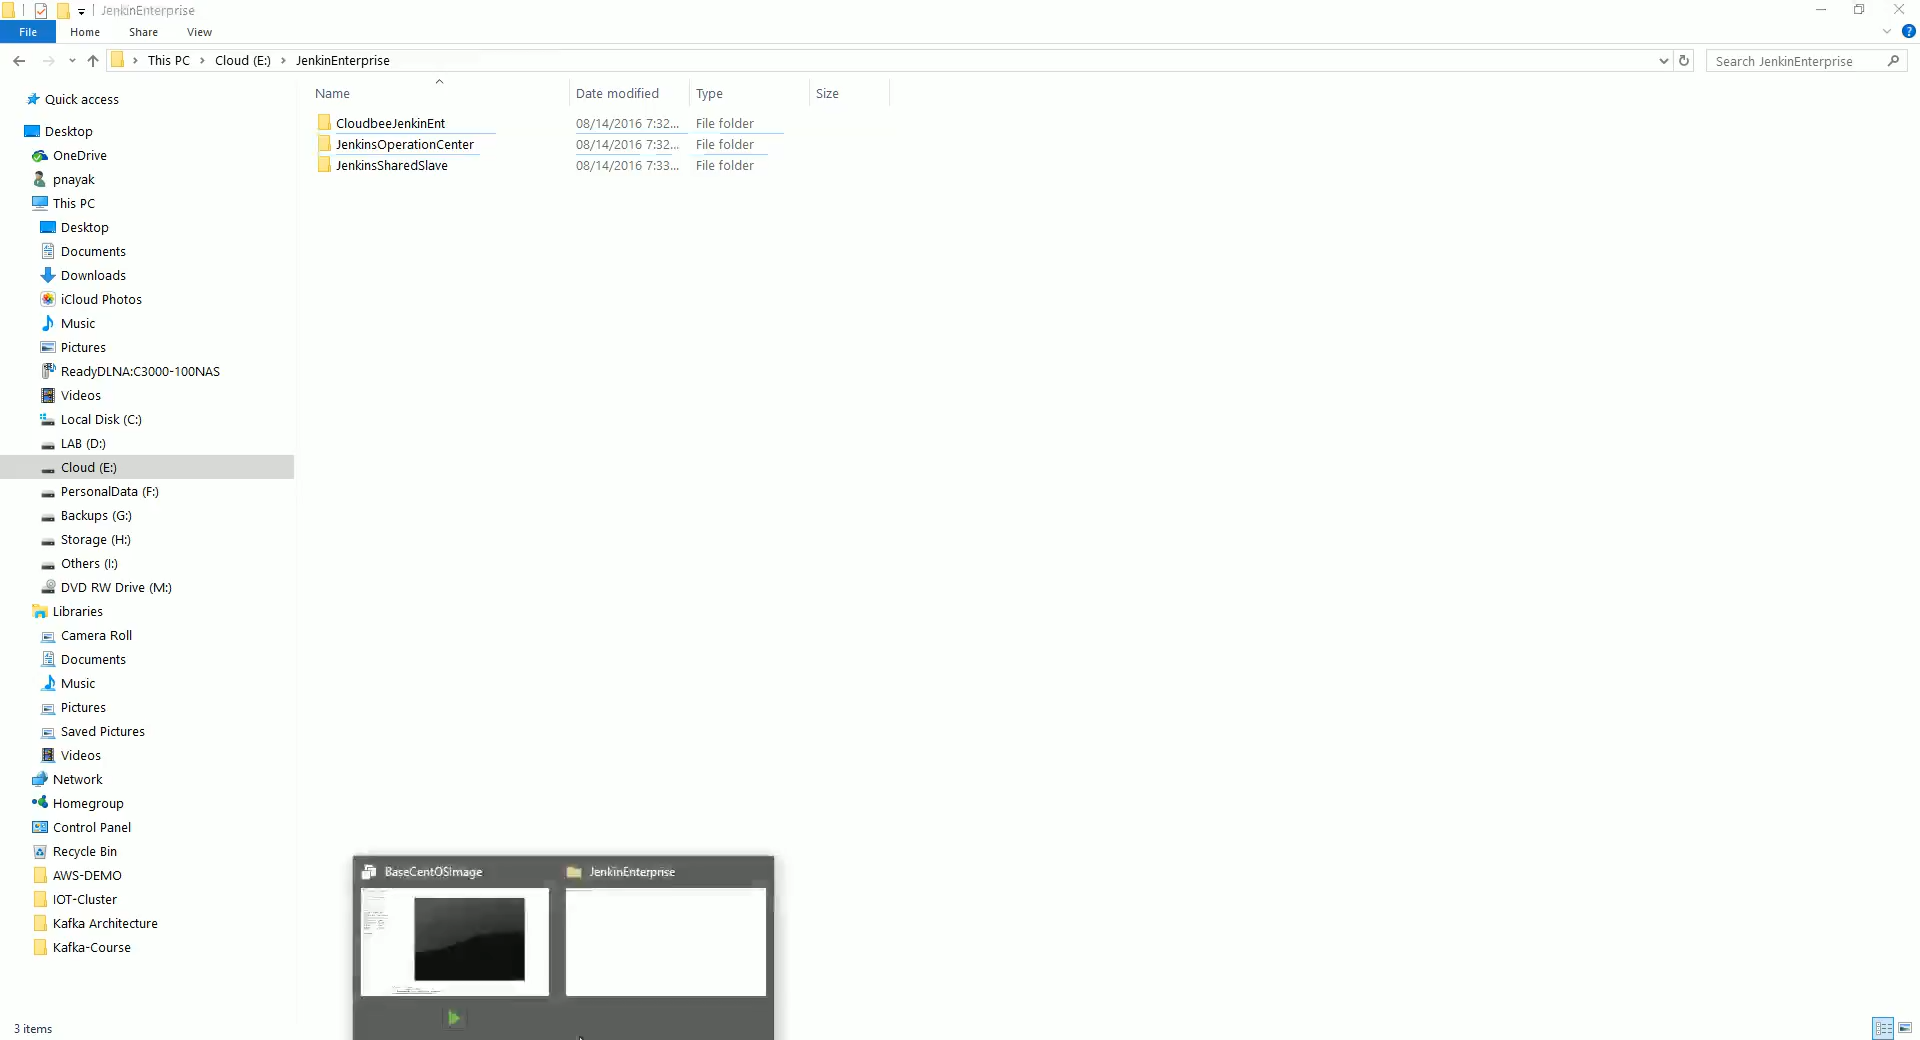 JenkinEnterprise
File Home Share View
This PC Cloud (E:) JenkinEnterprise
Search JenkinEnterprise
Name Date modified Type Size
CloudbeeJenkinEnt 08/14/2016 7:32... File folder
JenkinsOperationCenter 08/14/2016 7:32... File folder
JenkinsSharedSlave 08/14/2016 7:33... File folder
Quick access
Desktop
OneDrive
pnayak
This PC
Desktop
Documents
Downloads
iCloud Photos
Music
Pictures
ReadyDLNA:C3000-100NAS
Videos
Local Disk (C:)
LAB (D:)
Cloud (E:)
PersonalData (F:)
Backups (G:)
Storage (H:)
Others (I:)
DVD RW Drive (M:)
Libraries
Camera Roll
Documents
Music
Pictures
Saved Pictures
Videos
Network
Homegroup
Control Panel
Recycle Bin
AWS-DEMO
IOT-Cluster
Kafka Architecture
Kafka-Course
BaseCentOSImage JenkinEnterprise
3 items